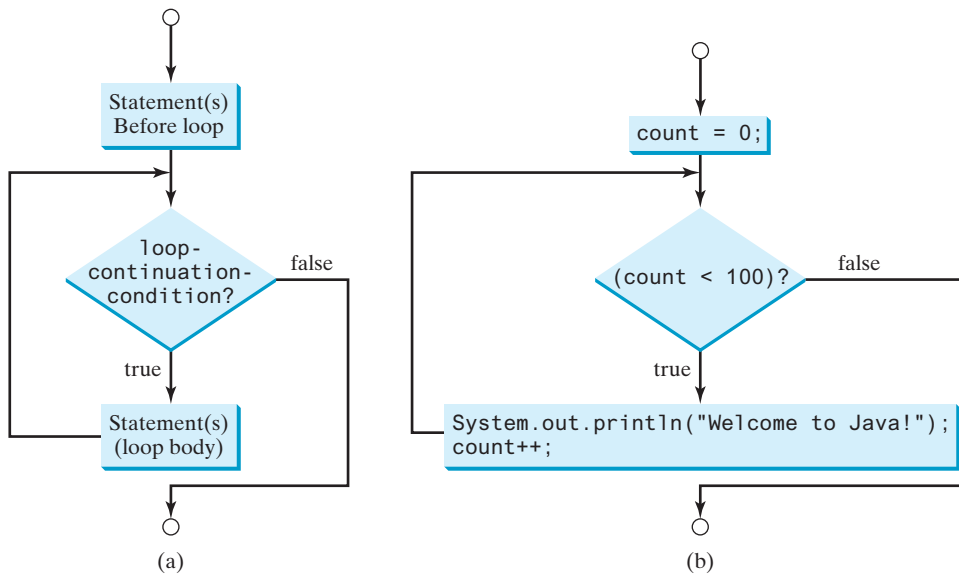 Statement(s)
Before loop
loop-
continuation-
condition?
false
true
Statement(s)
(loop body)
(a)
count = 0;
(count < 100)?
false
true
System.out.println("Welcome to Java!");
count++;
(b)